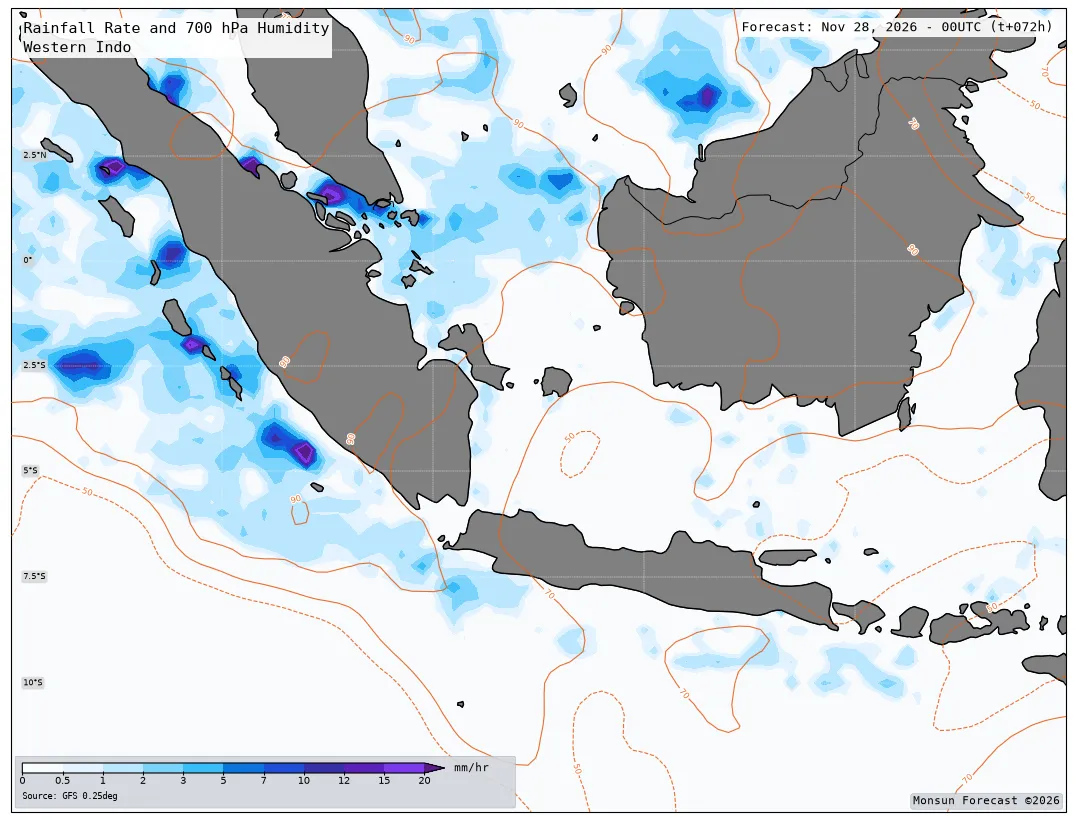 Rainfall Rate and 700 hPa Humidity
Western Indo
Forecast: Nov 28, 2026 - 00UTC (t+072h)
90
90
70
50
90
2.5°N
70
50
0°
90
2.5°S
90
50
5°S
50
90
7.5°S
70
50
10°S
70
50
70
0 0.5 1 2 3 5 7 10 12 15 20 mm/hr
Source: GFS 0.25deg
Monsun Forecast ©2026